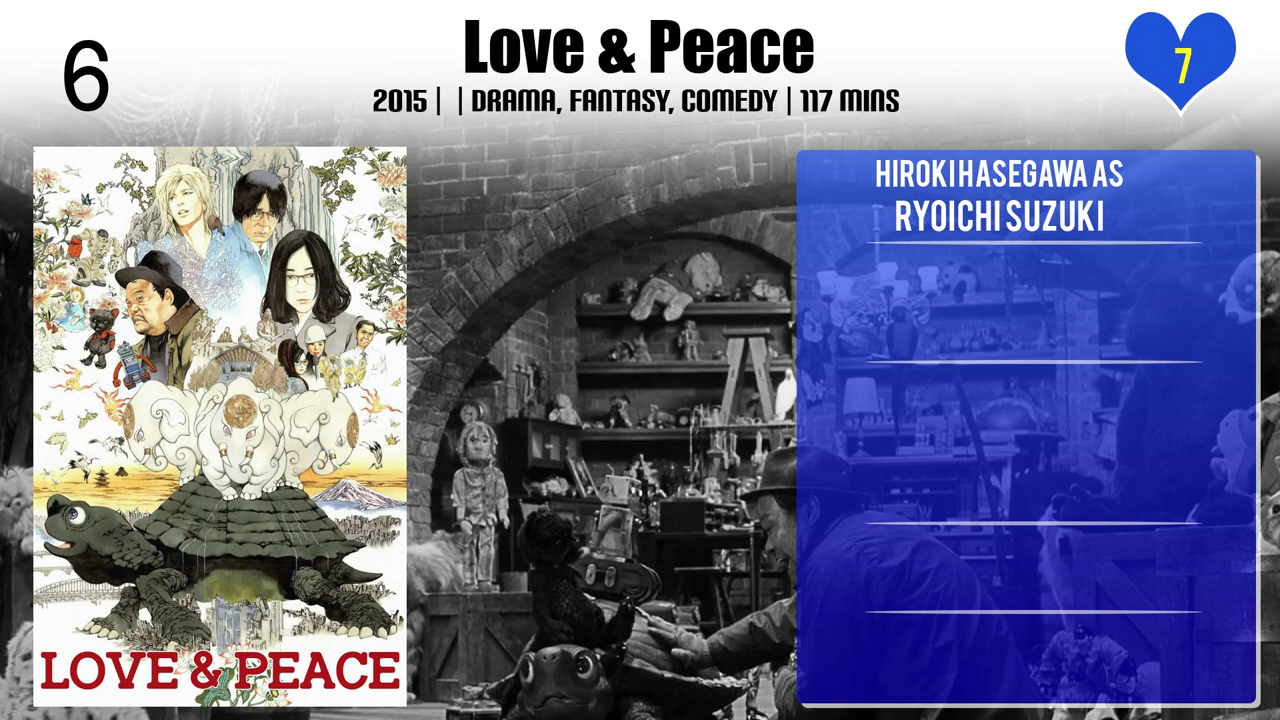 6
Love & Peace
7
2015 | | DRAMA, FANTASY, COMEDY | 117 MINS
HIROKI HASEGAWA AS
RYOICHI SUZUKI
LOVE & PEACE